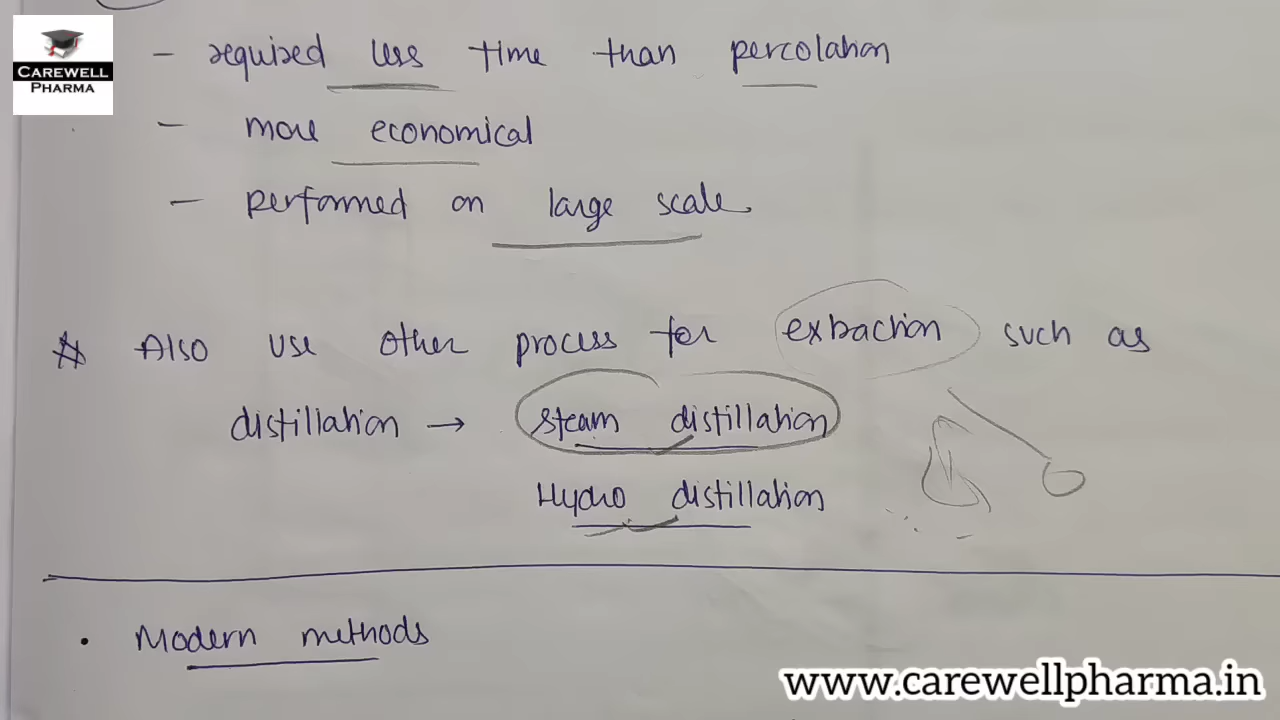 CAREWELL
PHARMA
- required less time than percolation
- more economical
- performed on large scale.
Also use other process for extraction such as
distillation → steam distillation
Hydro distillation
• Modern methods
www.carewellpharma.in